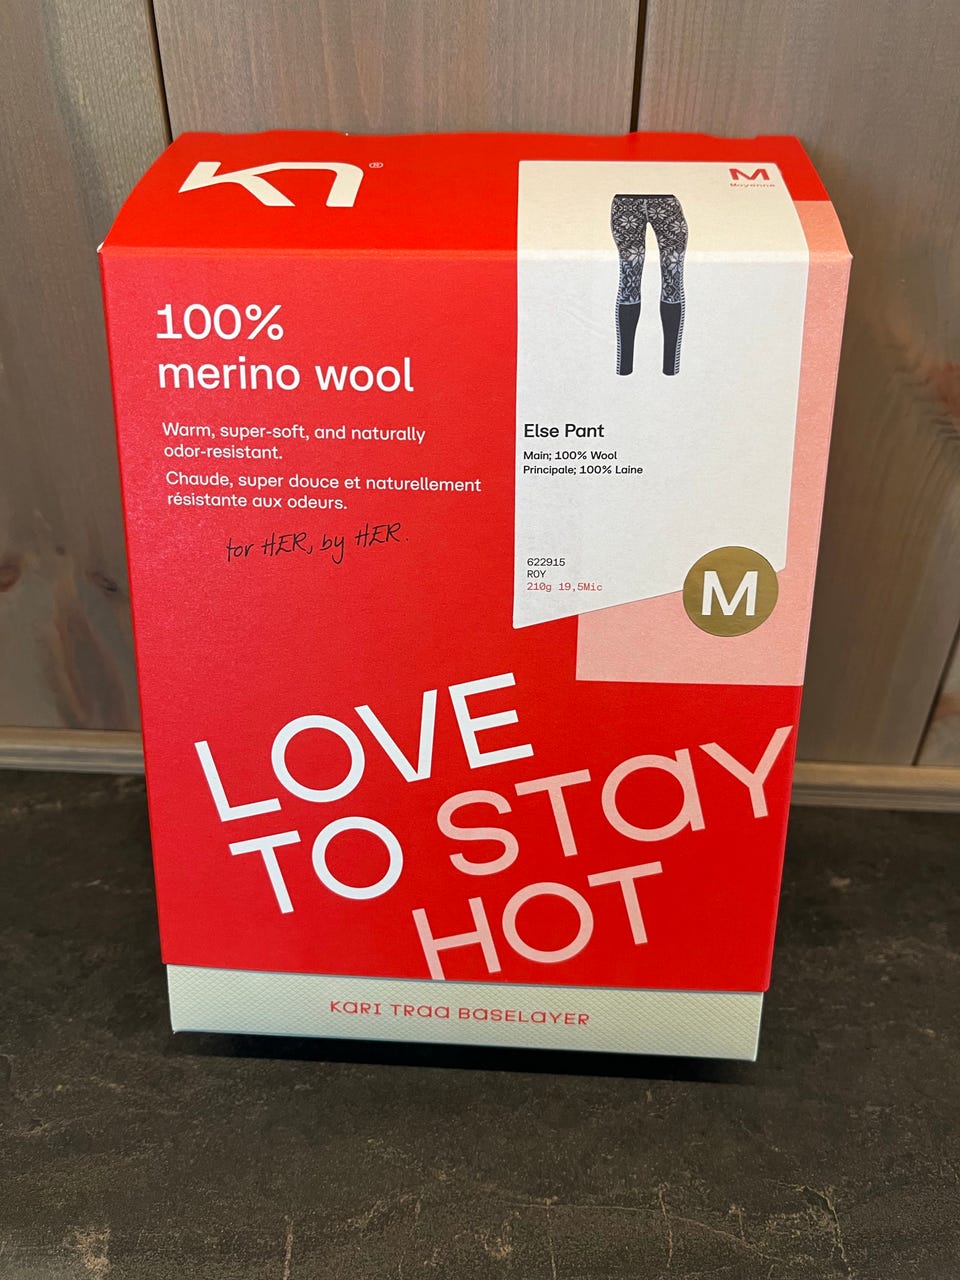 KT®
M
Moyenne
100%
merino wool
Warm, super-soft, and naturally
odor-resistant.
Chaude, super douce et naturellement
résistante aux odeurs.
for HER, by HER.
Else Pant
Main; 100% Wool
Principale; 100% Laine
622915
ROY
210g 19,5Mic
M
LOVE
TO STAY
HOT
KARI TRAA BASELAYER